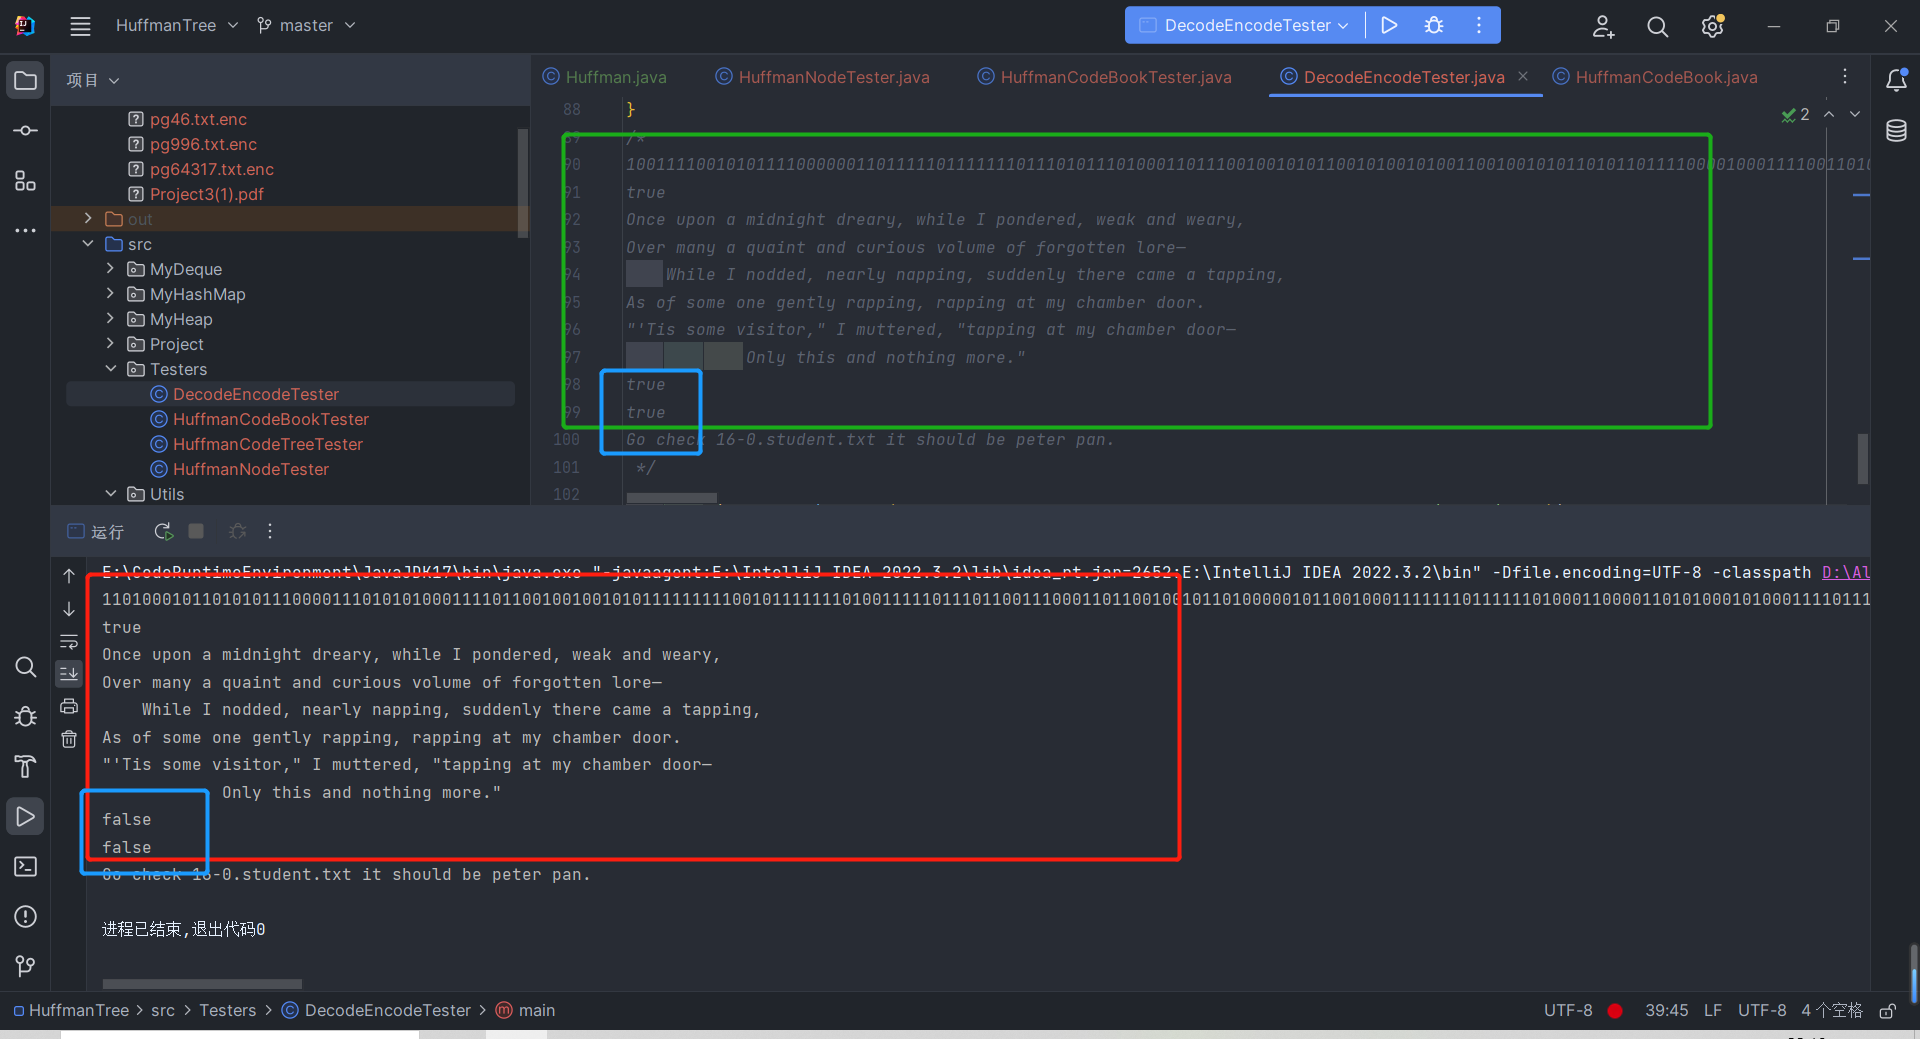 HuffmanTree master DecodeEncodeTester
项目
Huffman.java HuffmanNodeTester.java HuffmanCodeBookTester.java DecodeEncodeTester.java HuffmanCodeBook.java
pg46.txt.enc
pg996.txt.enc
pg64317.txt.enc
Project3(1).pdf
out
src
MyDeque
MyHashMap
MyHeap
Project
Testers
DecodeEncodeTester
HuffmanCodeBookTester
HuffmanCodeTreeTester
HuffmanNodeTester
Utils
2
88 }
89 /*
90
91 true
92 Once upon a midnight dreary, while I pondered, weak and weary,
93 Over many a quaint and curious volume of forgotten lore—
94 While I nodded, nearly napping, suddenly there came a tapping,
95 As of some one gently rapping, rapping at my chamber door.
96 "'Tis some visitor," I muttered, "tapping at my chamber door—
97 Only this and nothing more."
98 true
99 true
100 Go check 16-0.student.txt it should be peter pan.
101 */
102
运行
E:\CodeRuntimeEnvironment\JavaJDK17\bin\java.exe "-javaagent:E:\IntelliJ IDEA 2022.3.2\lib\idea_rt.jar=2652:E:\IntelliJ IDEA 2022.3.2\bin" -Dfile.encoding=UTF-8 -classpath D:\Al
true
Once upon a midnight dreary, while I pondered, weak and weary,
Over many a quaint and curious volume of forgotten lore—
While I nodded, nearly napping, suddenly there came a tapping,
As of some one gently rapping, rapping at my chamber door.
"'Tis some visitor," I muttered, "tapping at my chamber door—
Only this and nothing more."
false
false
Go check 16-0.student.txt it should be peter pan.
进程已结束,退出代码0
HuffmanTree > src > Testers > DecodeEncodeTester > main
UTF-8 39:45 LF UTF-8 4 个空格